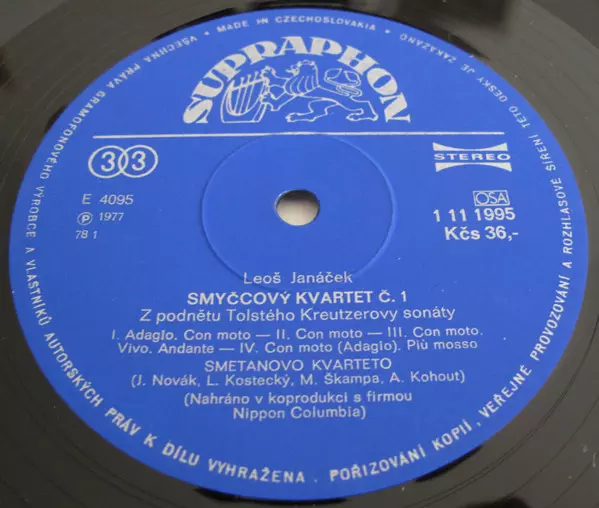 VŠECHNA PRÁVA GRAMOFONOVÉHO VÝROBCE A VLASTNÍKŮ AUTORSKÝCH PRÁV K DÍLU VYHRAŽENA . POŘIZOVÁNÍ KOPIÍ, VEŘEJNÉ PROVOZOVÁNÍ A ROZHLASOVÉ ŠÍŘENÍ TÉTO DESKY JE ZAKÁZÁNO . MADE IN CZECHOSLOVAKIA .
SUPRAPHON
33
STEREO
E 4095
Ⓟ 1977
78 1
OSA
1 11 1995
Kčs 36,-
Leoš Janáček
SMYČCOVÝ KVARTET Č. 1
Z podnětu Tolstého Kreutzerovy sonáty
I. Adagio. Con moto — II. Con moto — III. Con moto.
Vivo. Andante — IV. Con moto (Adagio). Più mosso
SMETANOVO KVARTETO
(J. Novák, L. Kostecký, M. Škampa, A. Kohout)
(Nahráno v koprodukci s firmou
Nippon Columbia)